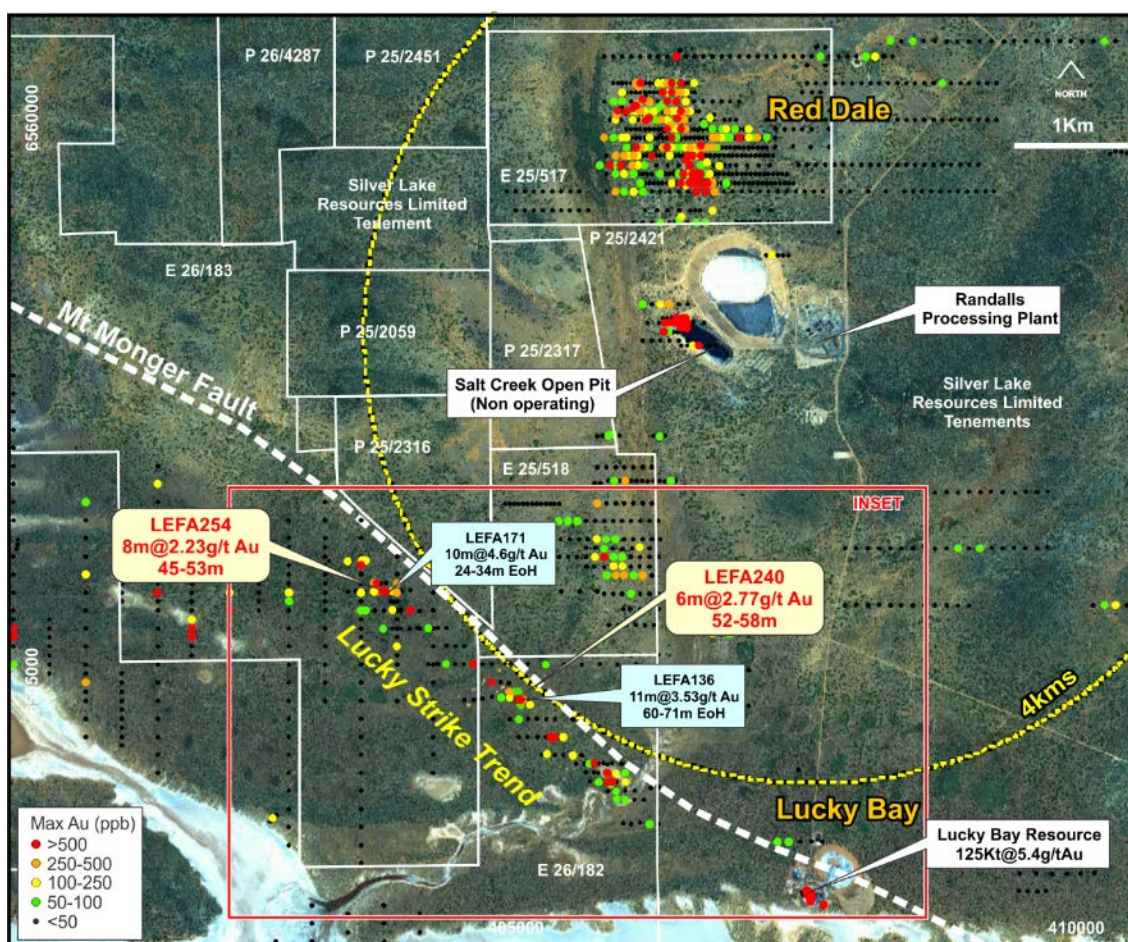 P 26/4287
P 25/2451
Red Dale
NORTH
1Km
6560000
E 25/517
Silver Lake
Resources Limited
Tenement
P 25/2421
E 26/183
Mt Monger Fault
P 25/2059
P 25/2317
Randalls
Processing Plant
Salt Creek Open Pit
(Non operating)
Silver Lake
Resources Limited
Tenements
P 25/2316
E 25/518
INSET
LEFA254
8m@2.23g/t Au
45-53m
LEFA171
10m@4.6g/t Au
24-34m EoH
LEFA240
6m@2.77g/t Au
52-58m
LEFA136
11m@3.53g/t Au
60-71m EoH
Lucky Strike Trend
4kms
Lucky Bay
Lucky Bay Resource
125Kt@5.4g/tAu
E 26/182
Max Au (ppb)
>500
250-500
100-250
50-100
<50
410000